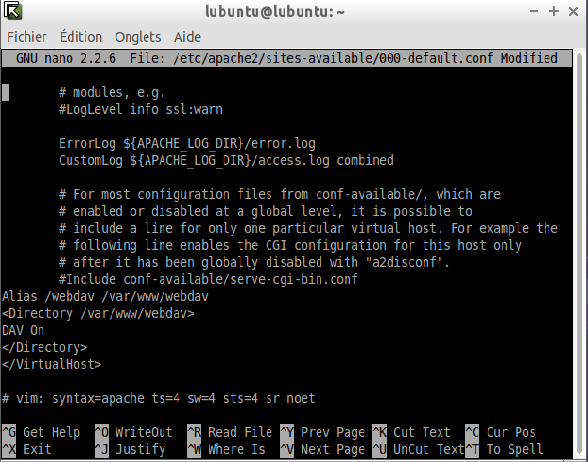 lubuntu@lubuntu: ~
Fichier Édition Onglets Aide
GNU nano 2.2.6 File: /etc/apache2/sites-available/000-default.conf Modified
# modules, e.g.
#LogLevel info ssl:warn
ErrorLog ${APACHE_LOG_DIR}/error.log
CustomLog ${APACHE_LOG_DIR}/access.log combined
# For most configuration files from conf-available/, which are
# enabled or disabled at a global level, it is possible to
# include a line for only one particular virtual host. For example the
# following line enables the CGI configuration for this host only
# after it has been globally disabled with "a2disconf".
#Include conf-available/serve-cgi-bin.conf
Alias /webdav /var/www/webdav
<Directory /var/www/webdav>
DAV On
</Directory>
</VirtualHost>
# vim: syntax=apache ts=4 sw=4 sts=4 sr noet
^G Get Help ^O WriteOut ^R Read File ^Y Prev Page ^K Cut Text ^C Cur Pos
^X Exit ^J Justify ^W Where Is ^V Next Page ^U UnCut Text ^T To Spell